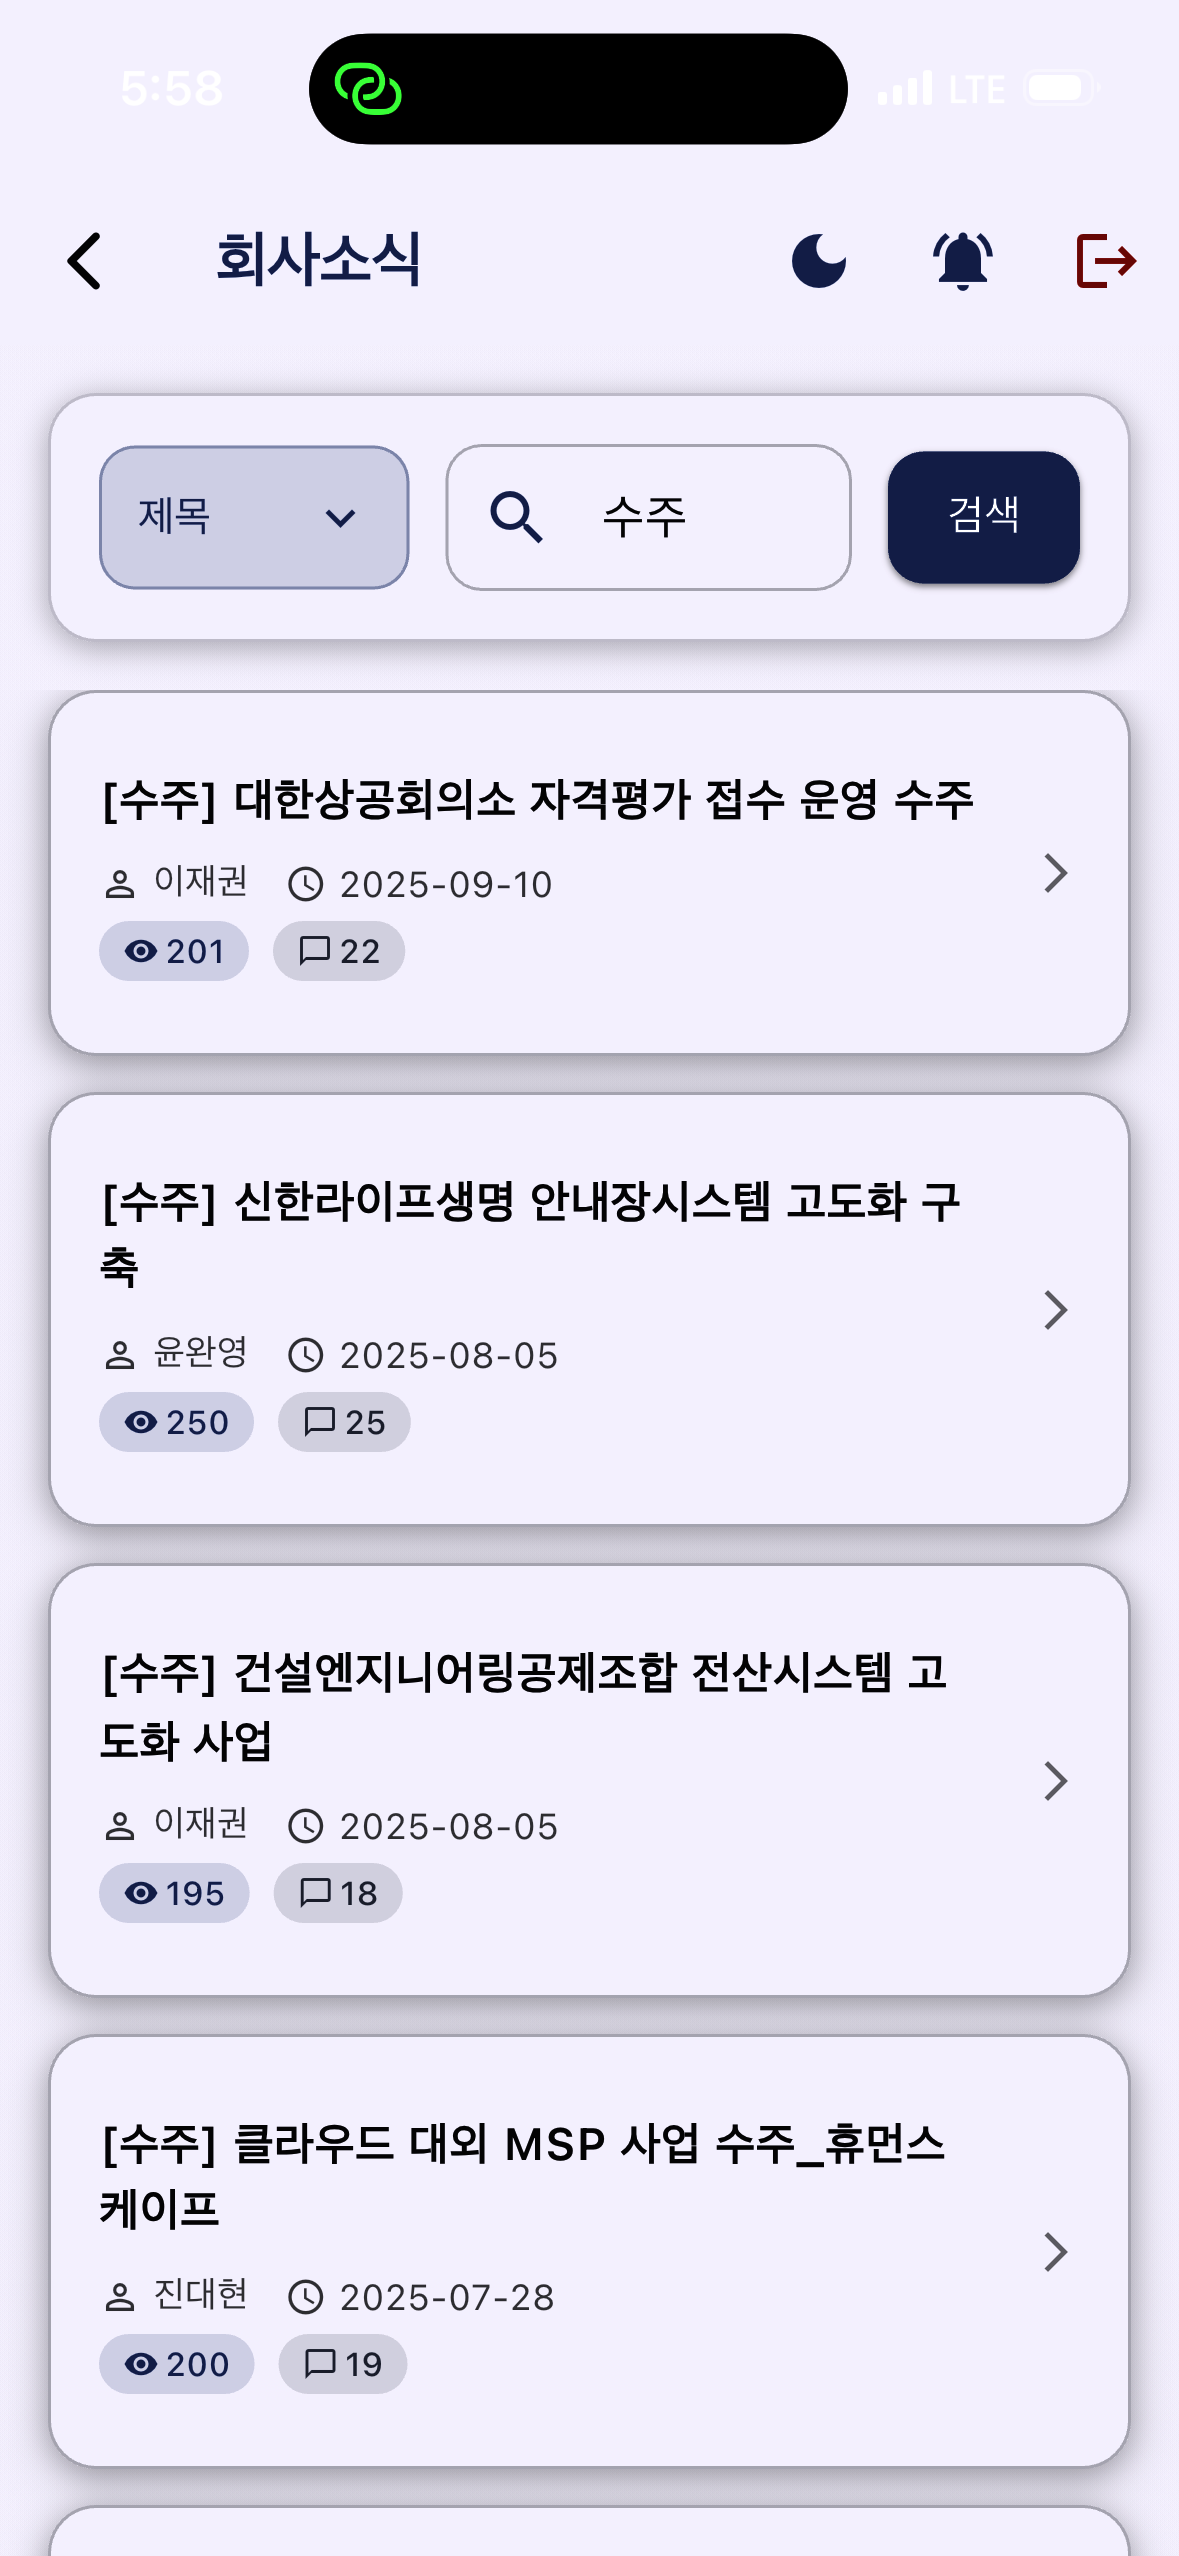 5:58
LTE
회사소식
제목
수주
검색
[수주] 대한상공회의소 자격평가 접수 운영 수주
이재권 2025-09-10
201 22
[수주] 신한라이프생명 안내장시스템 고도화 구
축
윤완영 2025-08-05
250 25
[수주] 건설엔지니어링공제조합 전산시스템 고
도화 사업
이재권 2025-08-05
195 18
[수주] 클라우드 대외 MSP 사업 수주_휴먼스
케이프
진대현 2025-07-28
200 19